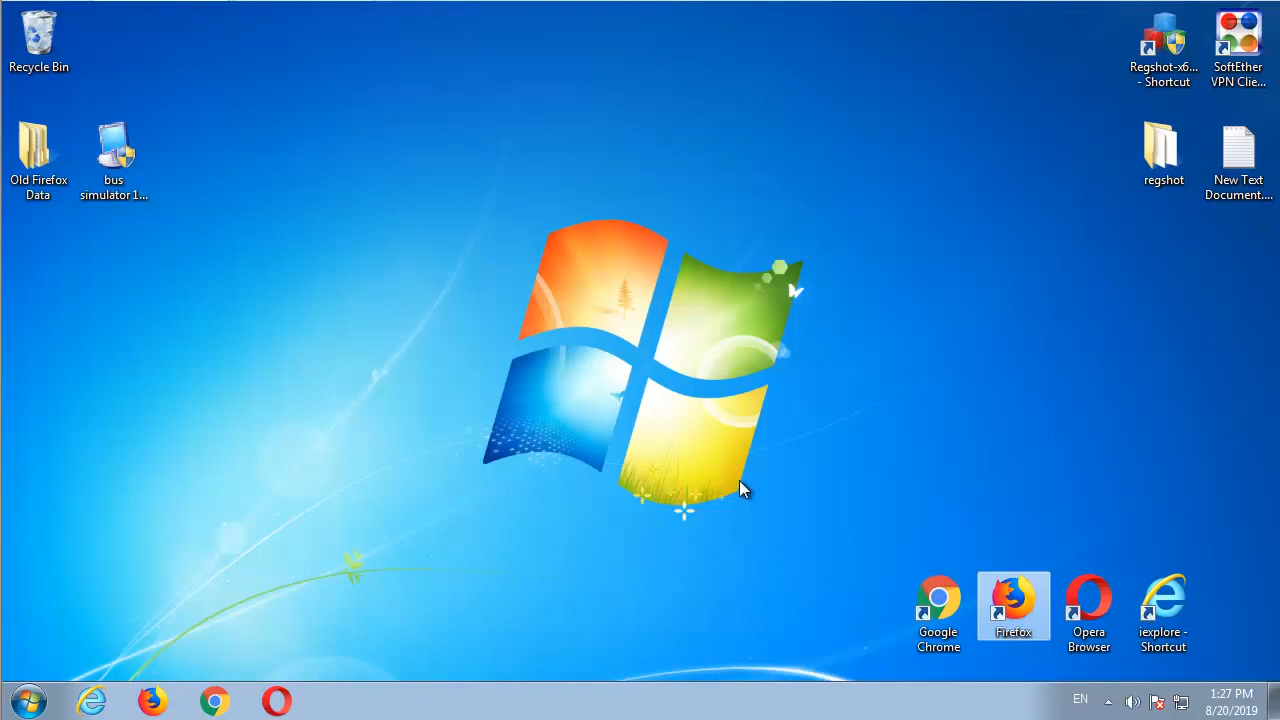 Recycle Bin
Regshot-x6...
- Shortcut
SoftEther
VPN Clie...
Old Firefox
Data
bus
simulator 1...
regshot
New Text
Document....
Google
Chrome
Firefox
Opera
Browser
iexplore -
Shortcut
EN
1:27 PM
8/20/2019